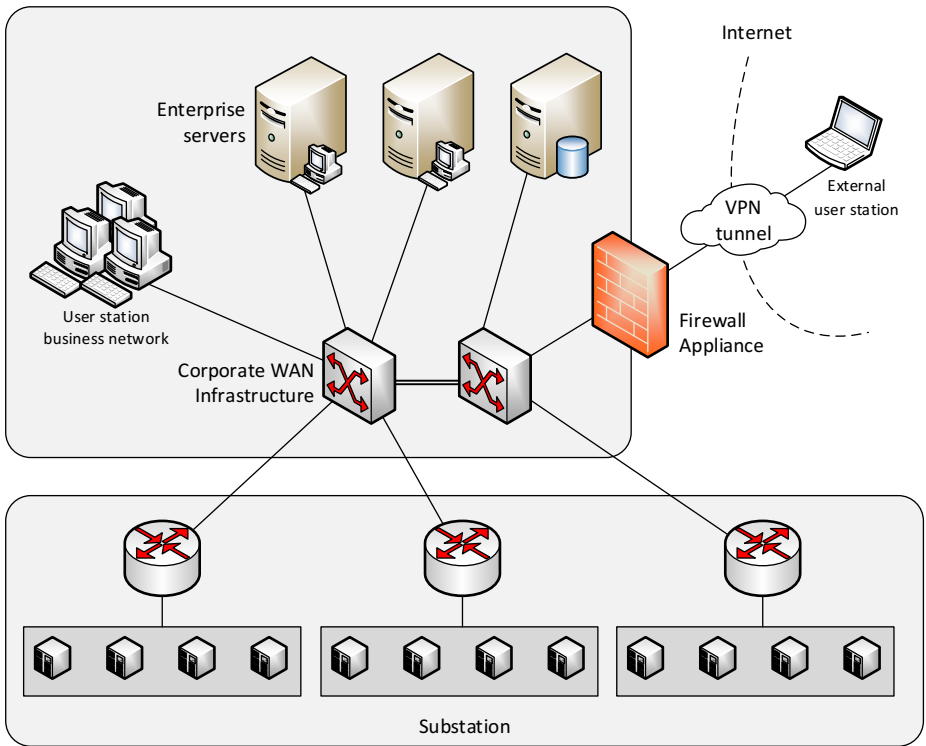 Internet
Enterprise
servers
External
user station
VPN
tunnel
User station
business network
Firewall
Appliance
Corporate WAN
Infrastructure
Substation